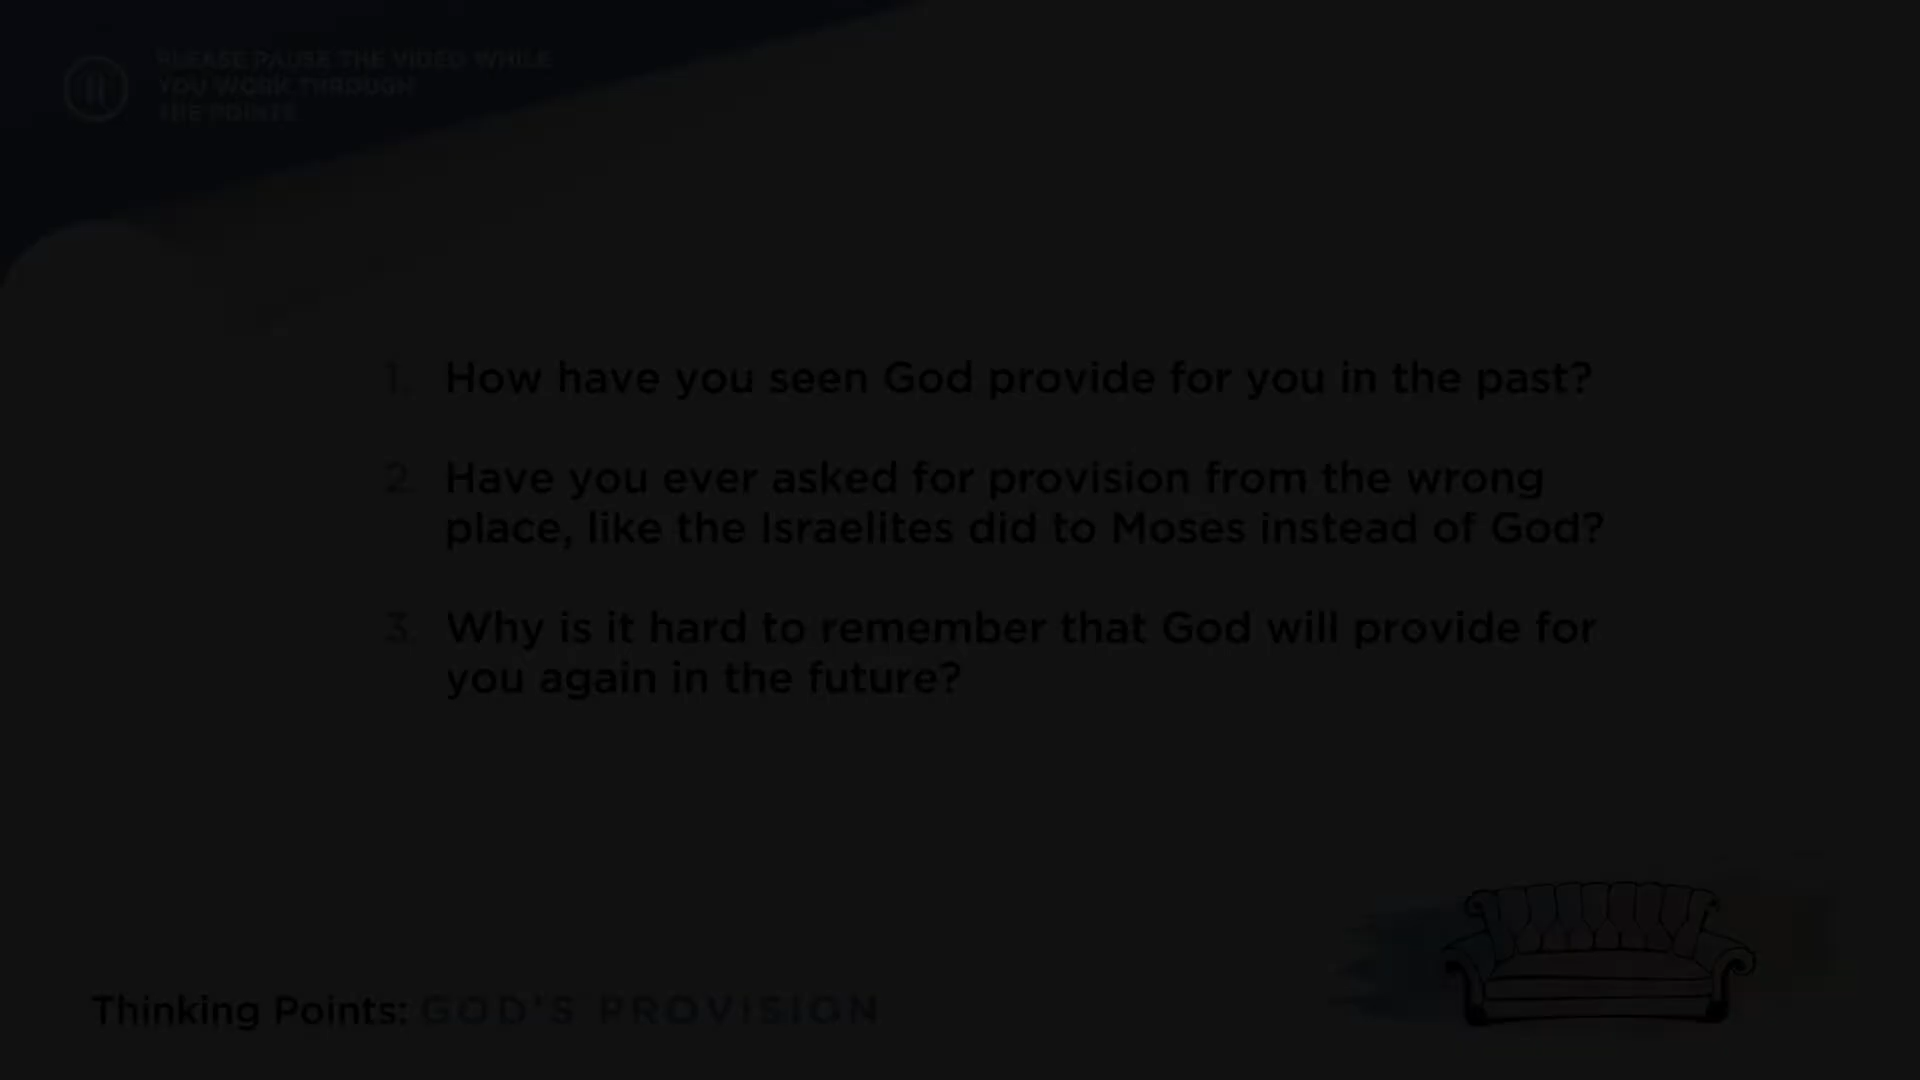 PLEASE PAUSE THE VIDEO WHILE
YOU WORK THROUGH
THE POINTS
1. How have you seen God provide for you in the past?
2. Have you ever asked for provision from the wrong
place, like the Israelites did to Moses instead of God?
3. Why is it hard to remember that God will provide for
you again in the future?
Thinking Points: GOD'S PROVISION